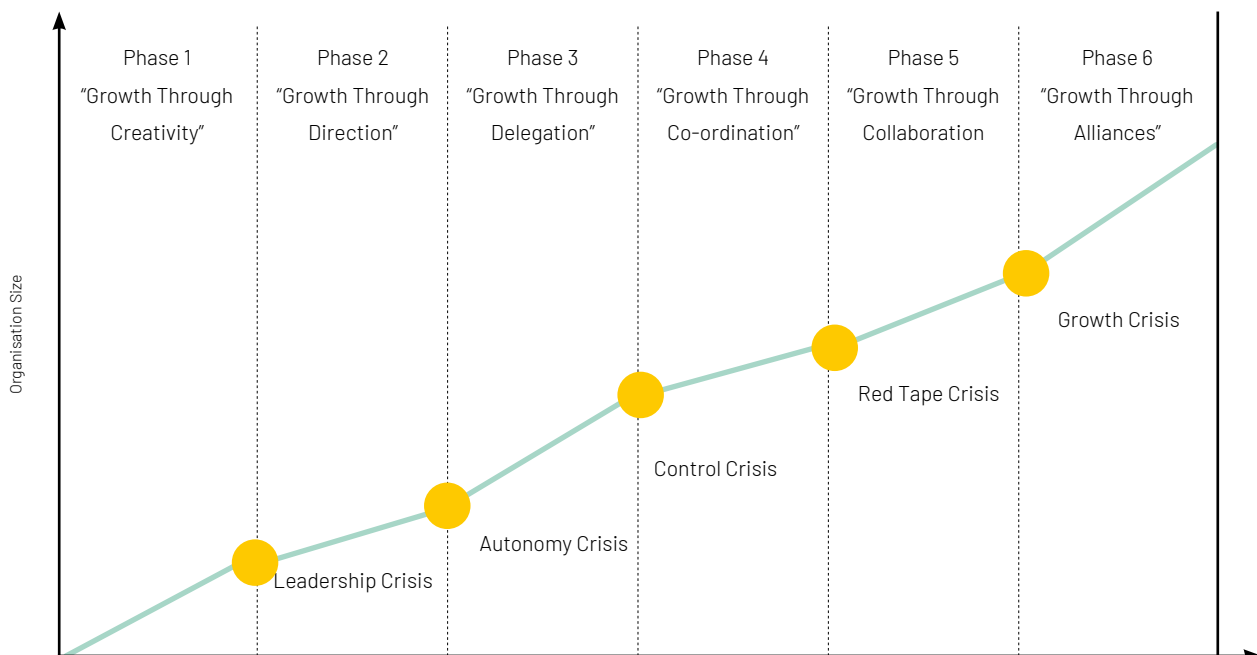 Phase 1
“Growth Through
Creativity”
Phase 2
“Growth Through
Direction”
Phase 3
“Growth Through
Delegation”
Phase 4
“Growth Through
Co-ordination”
Phase 5
“Growth Through
Collaboration
Phase 6
“Growth Through
Alliances”
Organisation Size
Growth Crisis
Red Tape Crisis
Control Crisis
Autonomy Crisis
Leadership Crisis